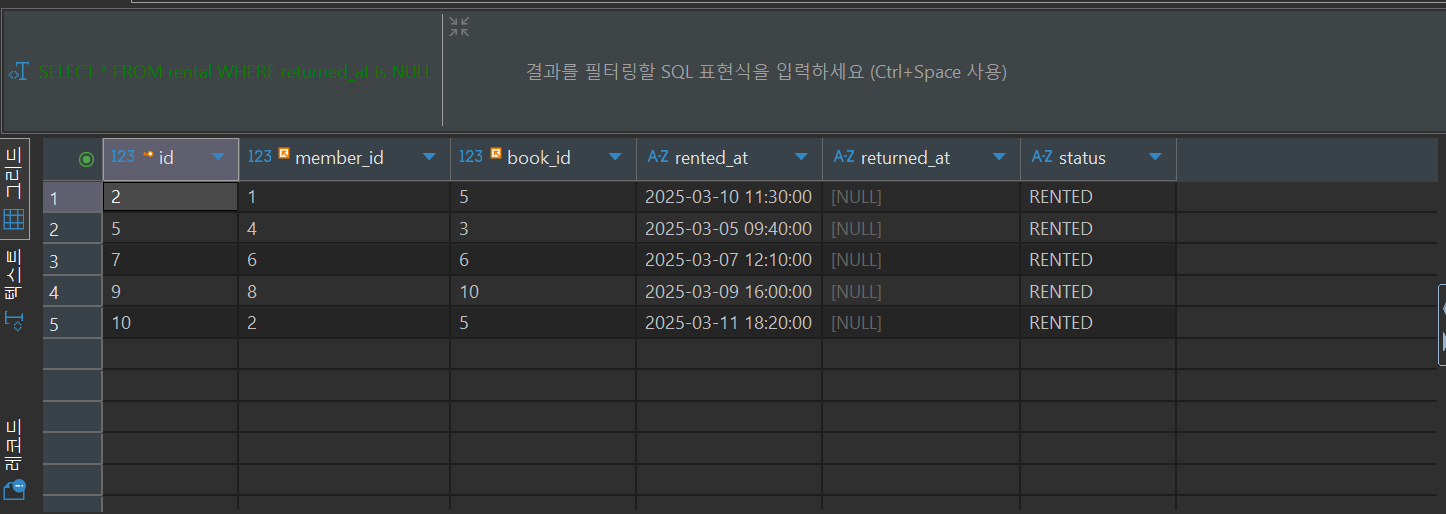 SELECT * FROM rental WHERE returned_at is NULL
결과를 필터링할 SQL 표현식을 입력하세요 (Ctrl+Space 사용)
그리드
텍스트
레코드
123 id 123 member_id 123 book_id A-Z rented_at A-Z returned_at A-Z status
1 2 1 5 2025-03-10 11:30:00 [NULL] RENTED
2 5 4 3 2025-03-05 09:40:00 [NULL] RENTED
3 7 6 6 2025-03-07 12:10:00 [NULL] RENTED
4 9 8 10 2025-03-09 16:00:00 [NULL] RENTED
5 10 2 5 2025-03-11 18:20:00 [NULL] RENTED